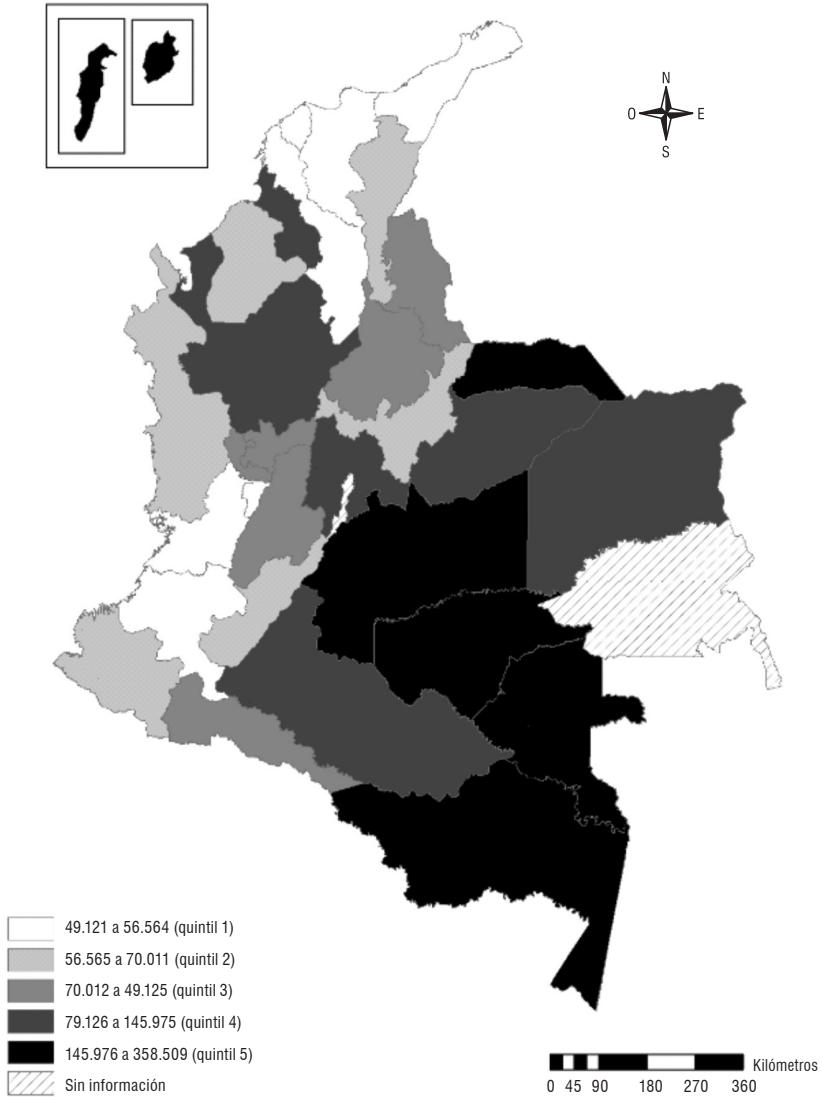 N
O E
S
49.121 a 56.564 (quintil 1)
56.565 a 70.011 (quintil 2)
70.012 a 49.125 (quintil 3)
79.126 a 145.975 (quintil 4)
145.976 a 358.509 (quintil 5)
Sin información
Kilómetros
0 45 90 180 270 360